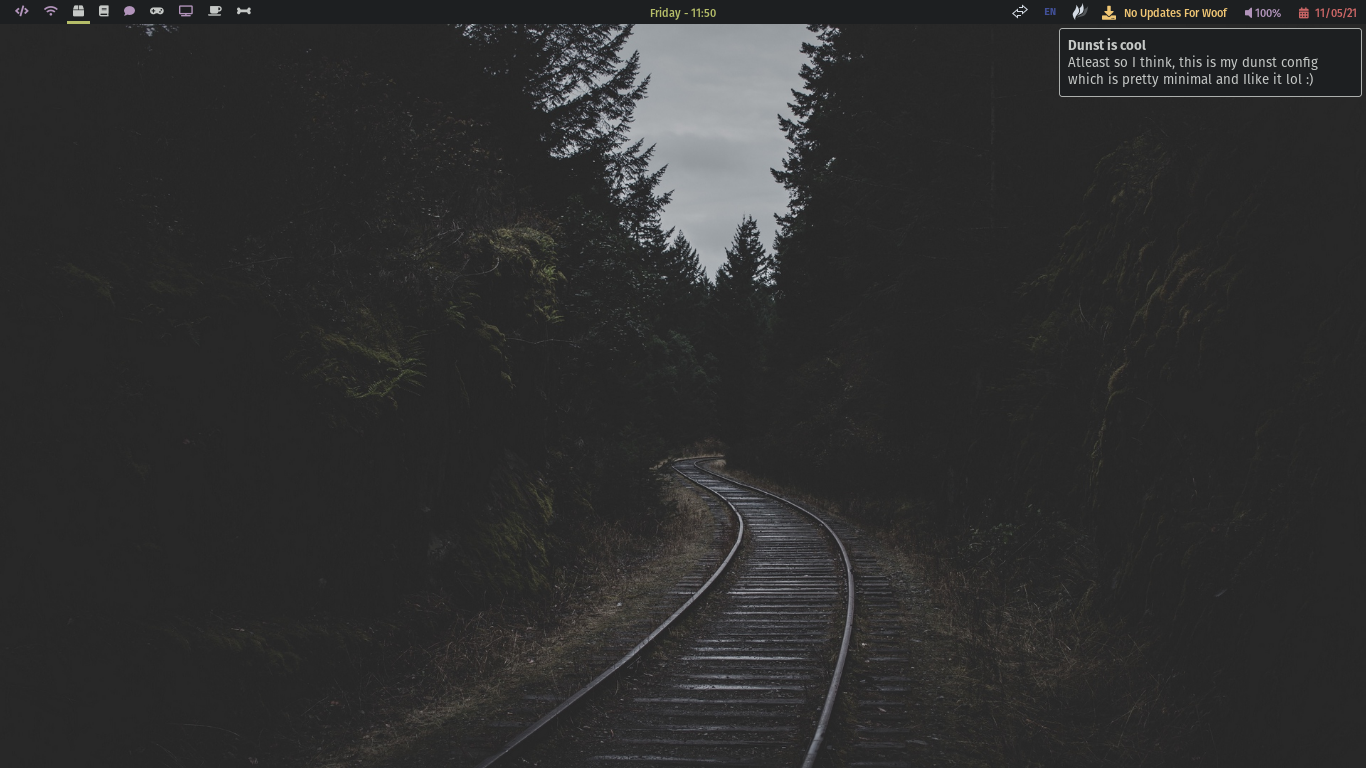 Friday - 11:50
EN
No Updates For Woof
100%
11/05/21
Dunst is cool
Atleast so I think, this is my dunst config
which is pretty minimal and Ilike it lol :)